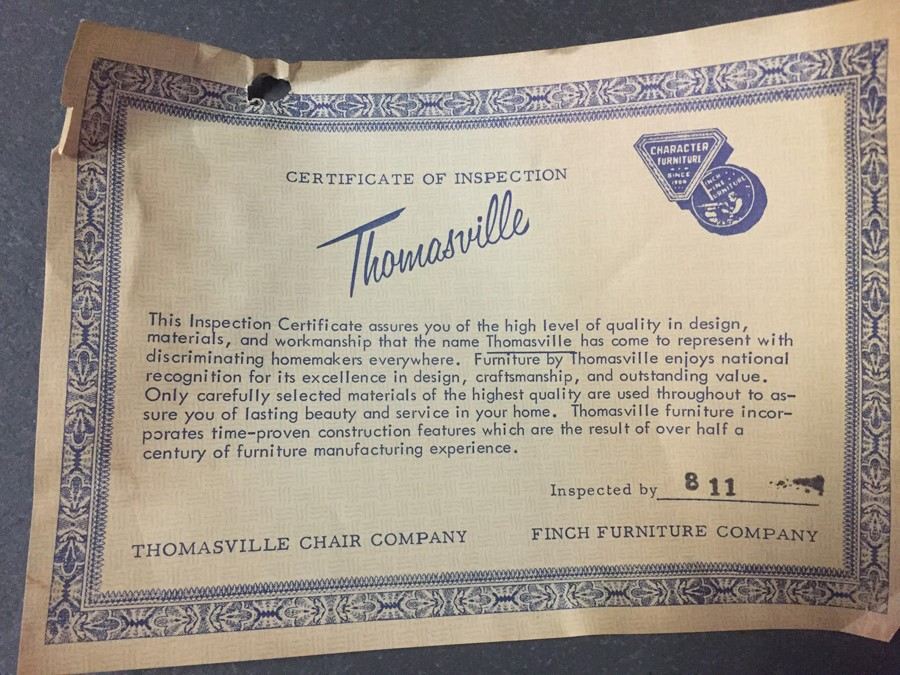 CERTIFICATE OF INSPECTION
CHARACTER
FURNITURE
SINCE
FINCH
FINE
FURNITURE
Thomasville
This Inspection Certificate assures you of the high level of quality in design,
materials, and workmanship that the name Thomasville has come to represent with
discriminating homemakers everywhere. Furniture by Thomasville enjoys national
recognition for its excellence in design, craftsmanship, and outstanding value.
Only carefully selected materials of the highest quality are used throughout to as-
sure you of lasting beauty and service in your home. Thomasville furniture incor-
porates time-proven construction features which are the result of over half a
century of furniture manufacturing experience.
Inspected by 8 11
THOMASVILLE CHAIR COMPANY
FINCH FURNITURE COMPANY